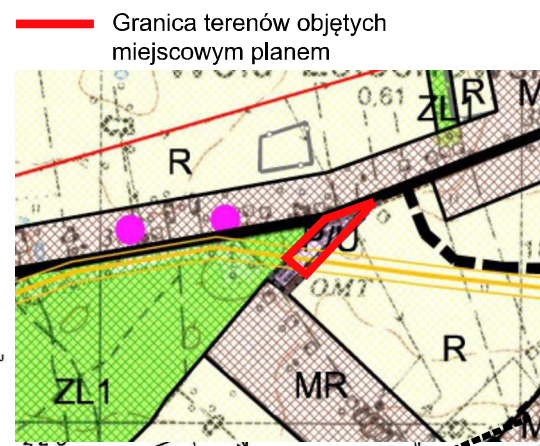 Granica terenów objętych
miejscowym planem
0.61
ZL1
R
M
R
P/U
OMT
R
ZL1
MR
M